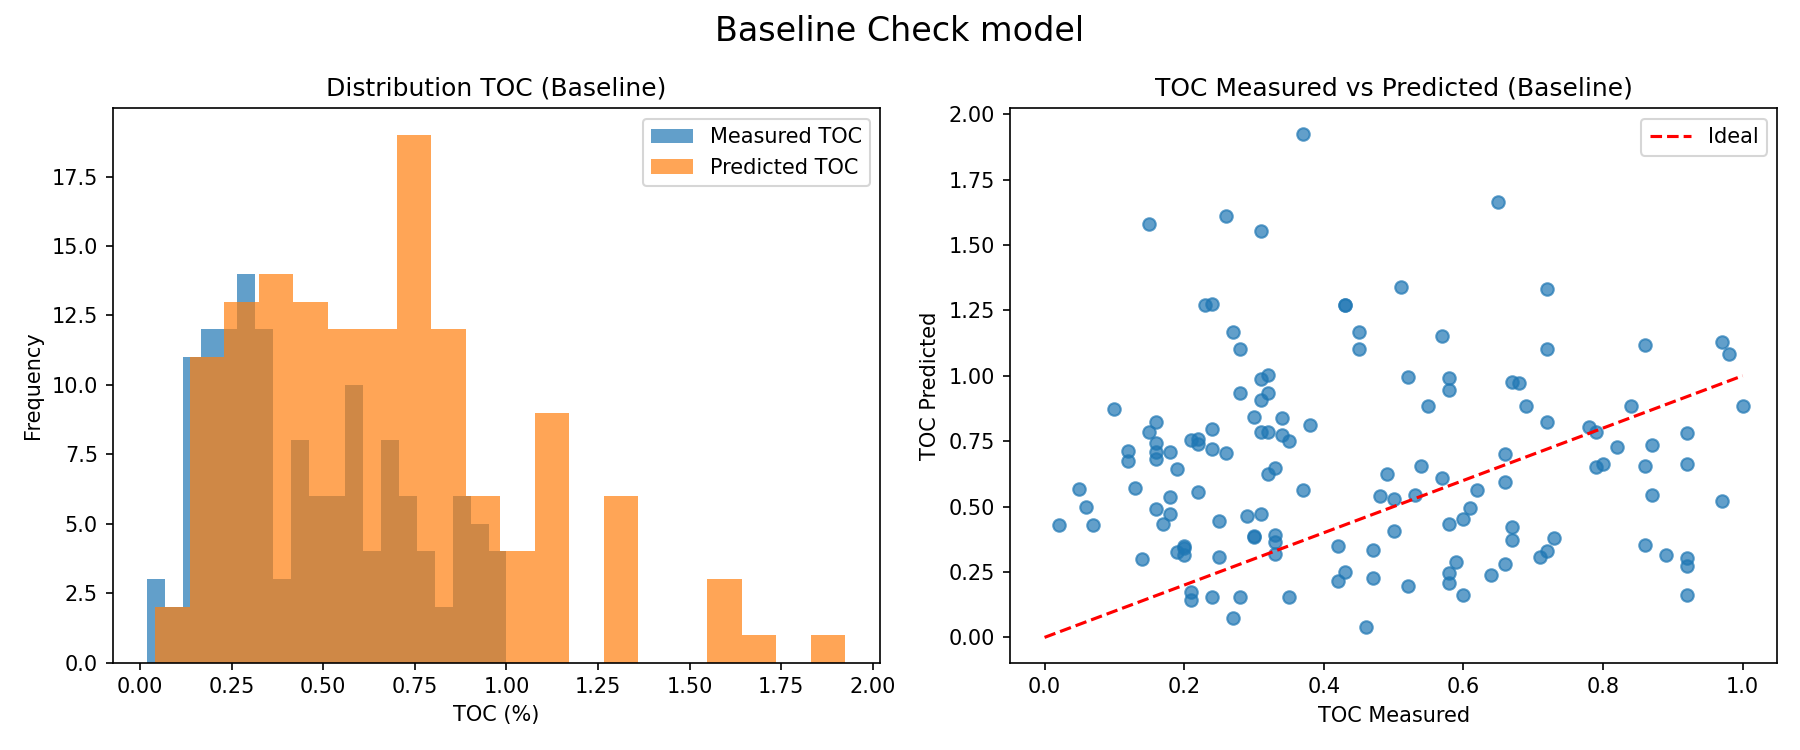 Baseline Check model
Distribution TOC (Baseline)
Measured TOC
Predicted TOC
Frequency
17.5
15.0
12.5
10.0
7.5
5.0
2.5
0.0
0.00 0.25 0.50 0.75 1.00 1.25 1.50 1.75 2.00
TOC (%)
TOC Measured vs Predicted (Baseline)
Ideal
TOC Predicted
2.00
1.75
1.50
1.25
1.00
0.75
0.50
0.25
0.00
0.0 0.2 0.4 0.6 0.8 1.0
TOC Measured